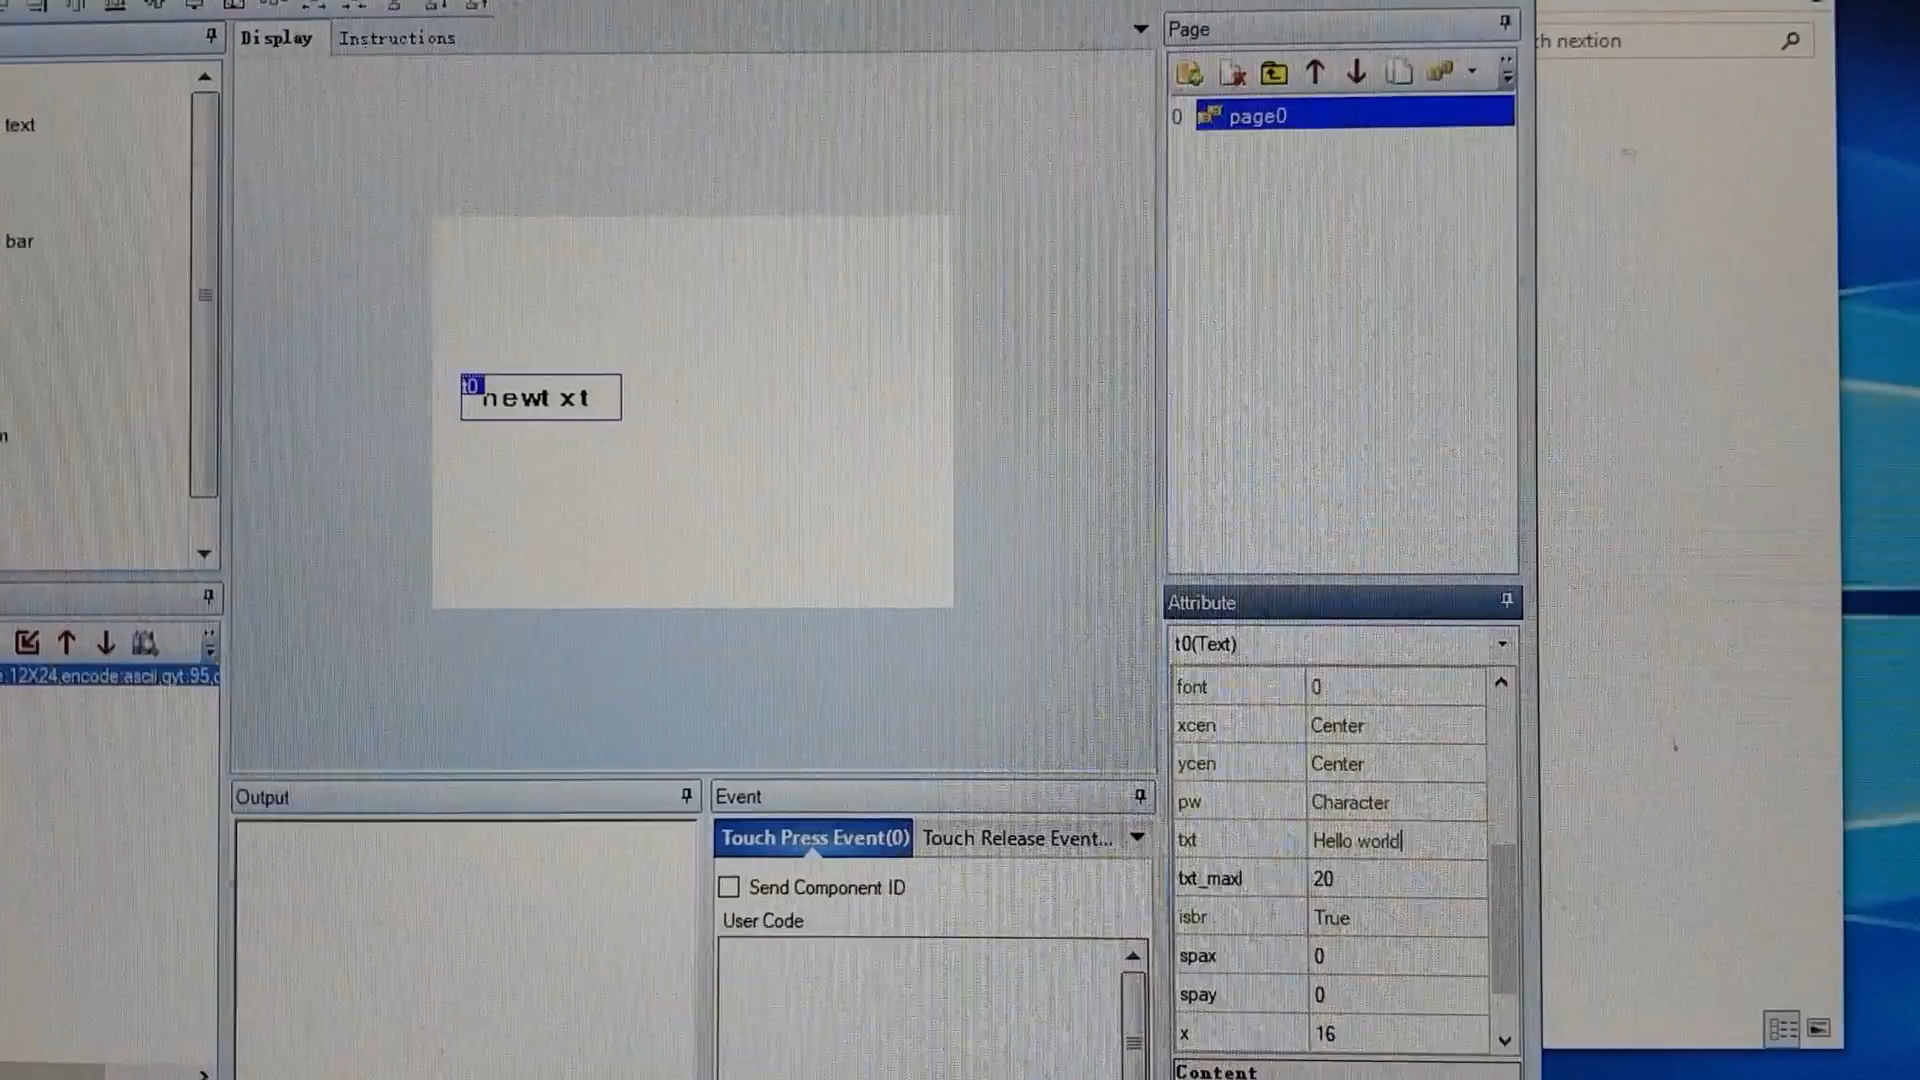 Display
Instructions
text
bar
t0
newt xt
:12X24,encode:ascii,qyt:95,
Output
Event
Touch Press Event(0)
Touch Release Event...
Send Component ID
User Code
Page
0
page0
Attribute
t0(Text)
font 0
xcen Center
ycen Center
pw Character
txt Hello world
txt_maxl 20
isbr True
spax 0
spay 0
x 16
Content
nextion